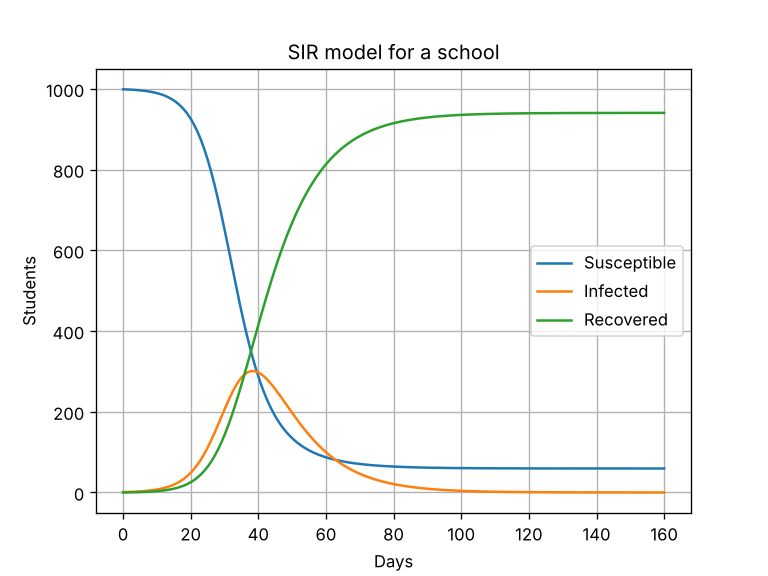 SIR model for a school
1000
800
600
400
200
0
Students
Susceptible
Infected
Recovered
0 20 40 60 80 100 120 140 160
Days